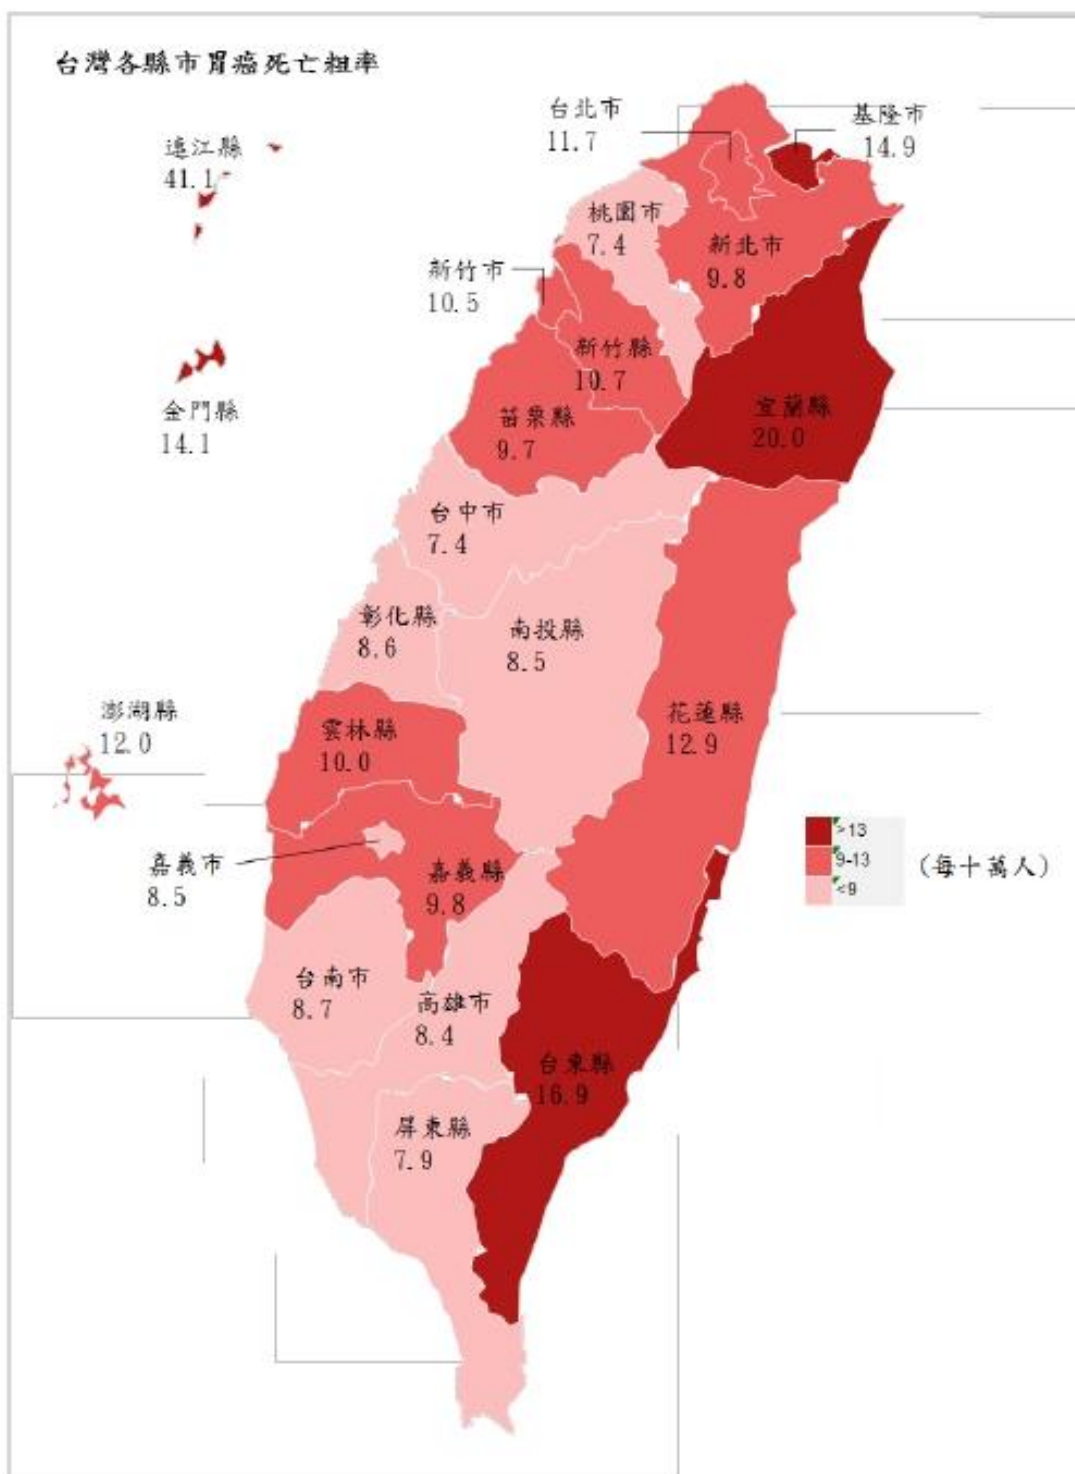 台灣各縣市胃癌死亡粗率
台北市
11.7
基隆市
14.9
連江縣
41.1
桃園市
7.4
新北市
9.8
新竹市
10.5
新竹縣
10.7
宜蘭縣
20.0
金門縣
14.1
苗栗縣
9.7
台中市
7.4
彰化縣
8.6
南投縣
8.5
澎湖縣
12.0
雲林縣
10.0
花蓮縣
12.9
>13
9-13
<9
(每十萬人)
嘉義市
8.5
嘉義縣
9.8
台南市
8.7
高雄市
8.4
台東縣
16.9
屏東縣
7.9